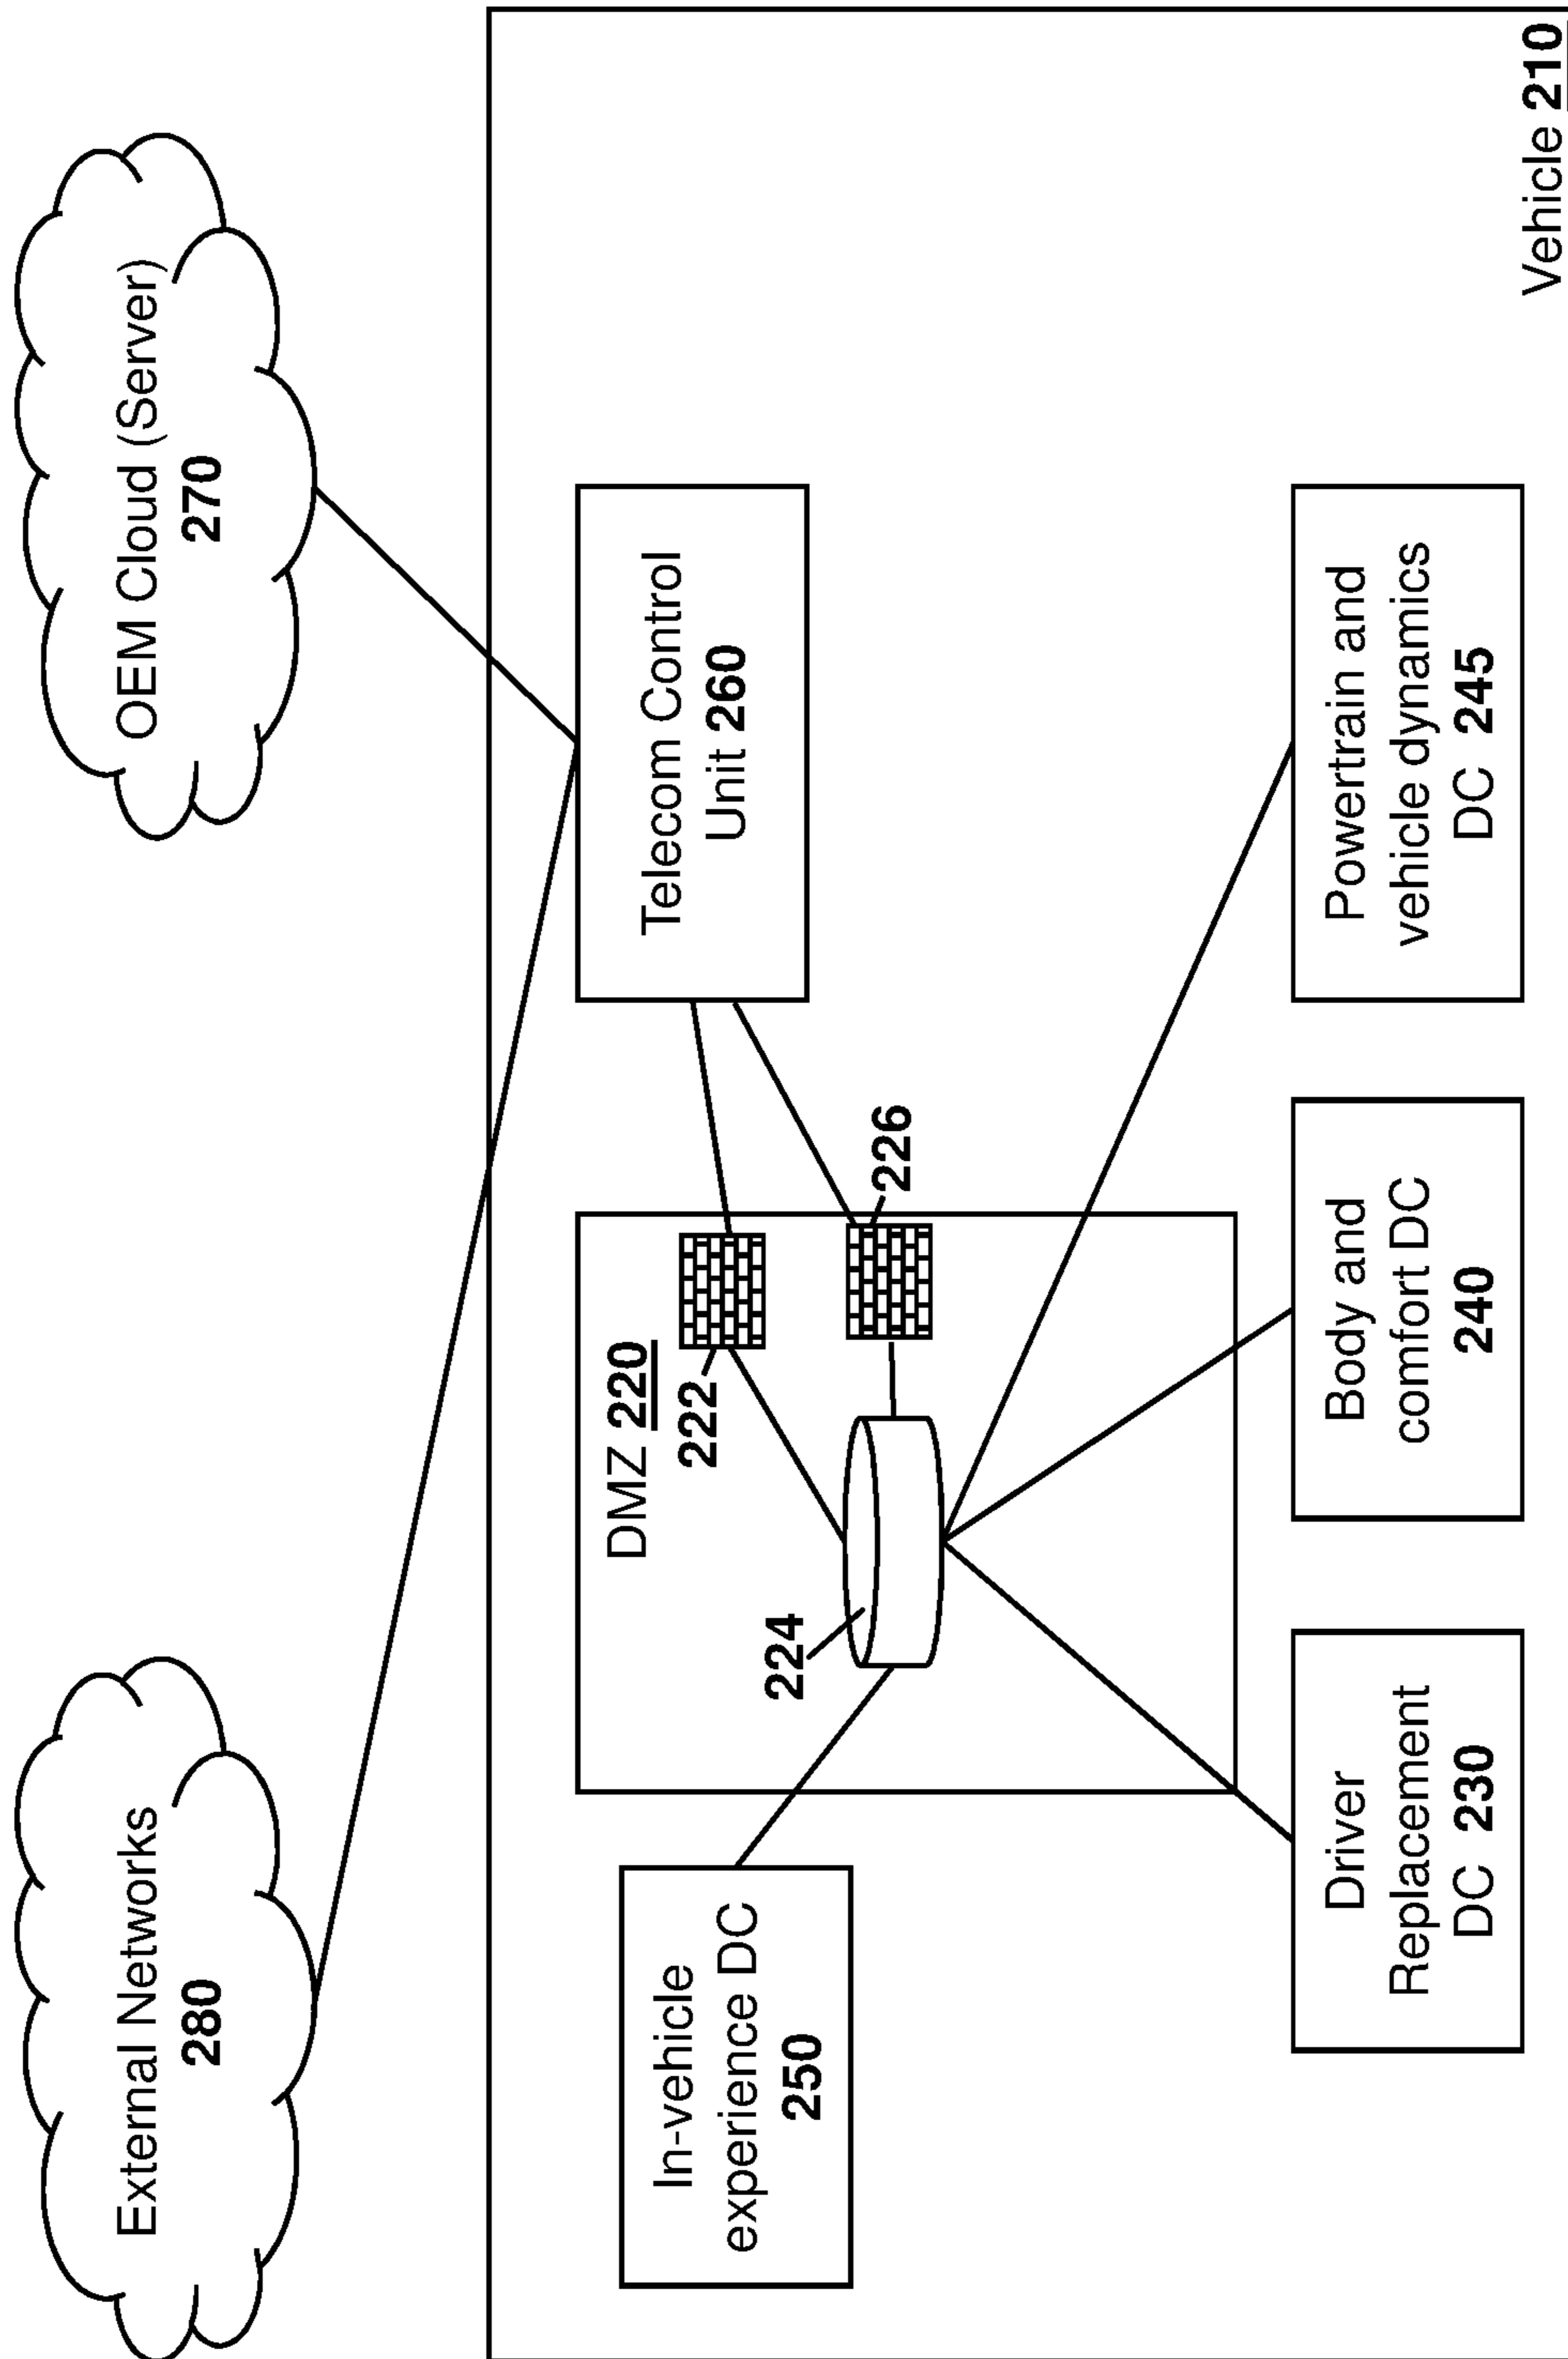 External Networks
280
OEM Cloud (Server)
270
In-vehicle
experience DC
250
DMZ 220
222
224
226
Telecom Control
Unit 260
Driver
Replacement
DC 230
Body and
comfort DC
240
Powertrain and
vehicle dynamics
DC 245
Vehicle 210